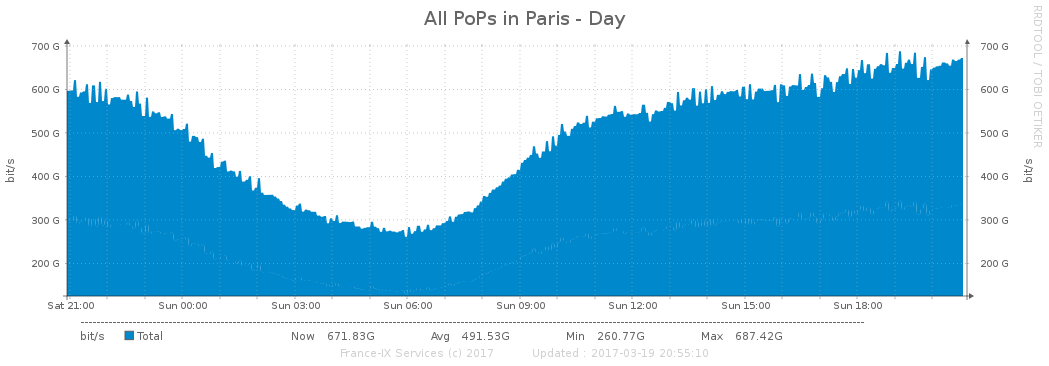 All PoPs in Paris - Day
RRDTOOL / TOBI OETIKER
700 G 700 G
600 G 600 G
500 G 500 G
400 G 400 G
300 G 300 G
200 G 200 G
bit/s
bit/s
Sat 21:00 Sun 00:00 Sun 03:00 Sun 06:00 Sun 09:00 Sun 12:00 Sun 15:00 Sun 18:00
bit/s Total Now 671.83G Avg 491.53G Min 260.77G Max 687.42G
France-IX Services (c) 2017 Updated : 2017-03-19 20:55:10